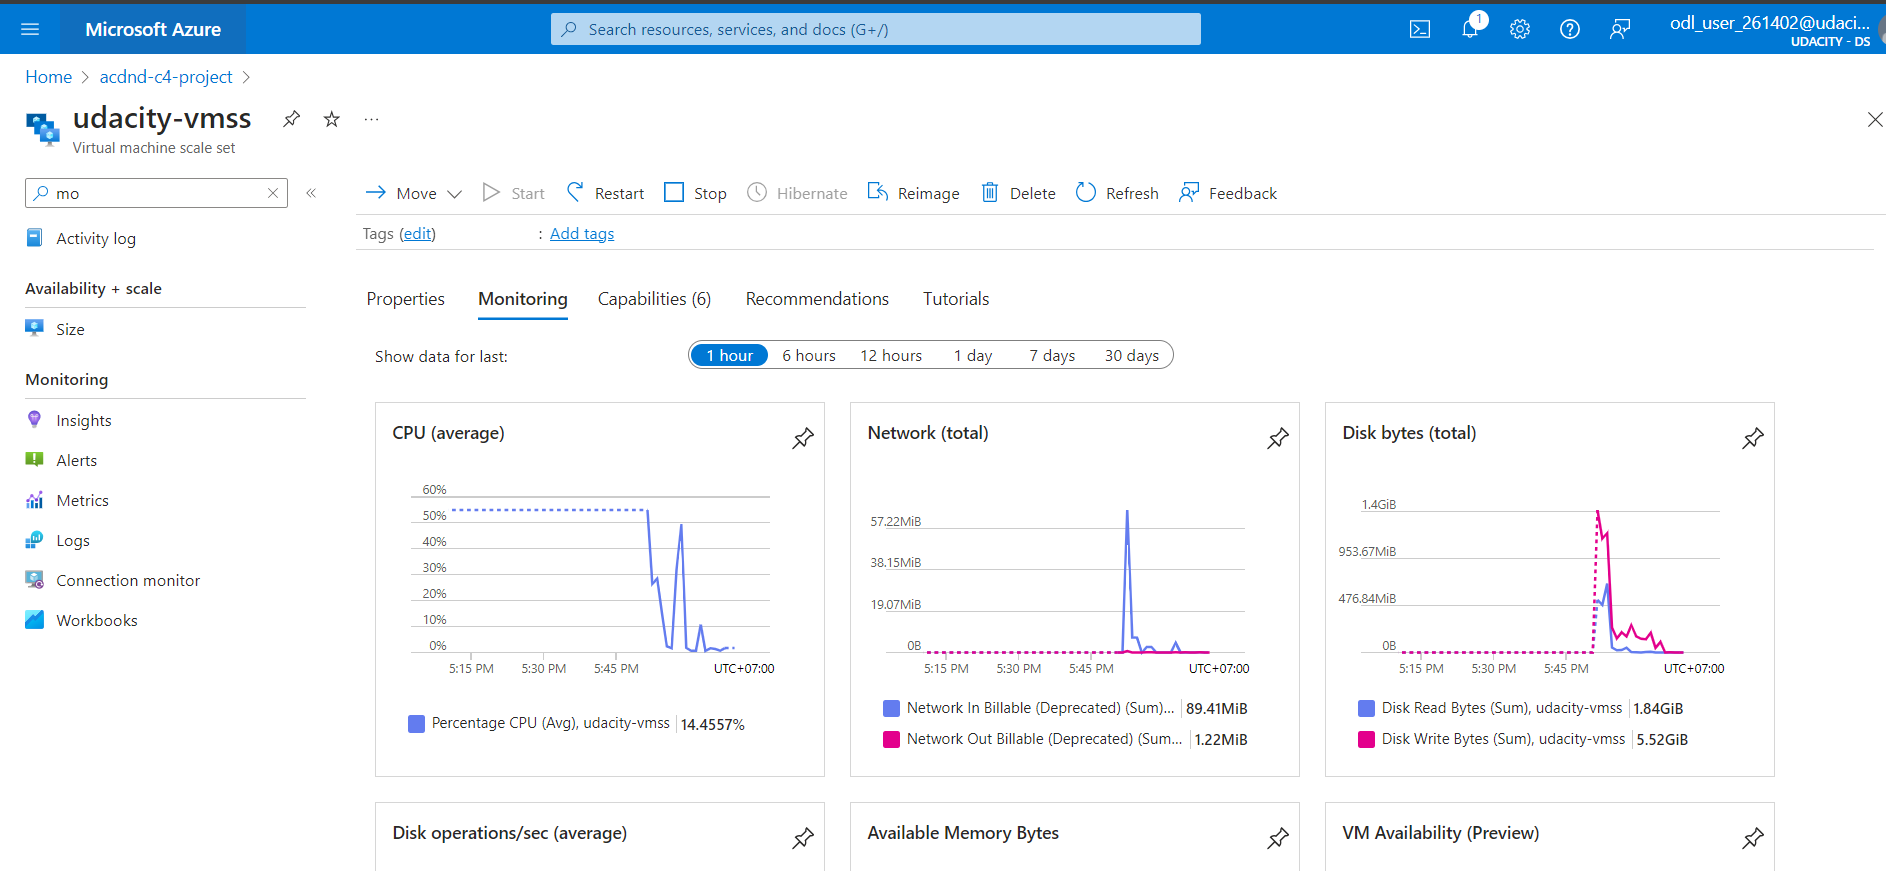 Microsoft Azure
Search resources, services, and docs (G+/)
1
odl_user_261402@udaci...
UDACITY - DS
Home > acdnd-c4-project >
udacity-vmss
...
Virtual machine scale set
mo
Move
Start
Restart
Stop
Hibernate
Reimage
Delete
Refresh
Feedback
Activity log
Availability + scale
Size
Monitoring
Insights
Alerts
Metrics
Logs
Connection monitor
Workbooks
Tags (edit) : Add tags
Properties
Monitoring
Capabilities (6)
Recommendations
Tutorials
Show data for last:
1 hour
6 hours
12 hours
1 day
7 days
30 days
CPU (average)
60%
50%
40%
30%
20%
10%
0%
5:15 PM
5:30 PM
5:45 PM
UTC+07:00
Percentage CPU (Avg), udacity-vmss
14.4557%
Network (total)
57.22MiB
38.15MiB
19.07MiB
0B
5:15 PM
5:30 PM
5:45 PM
UTC+07:00
Network In Billable (Deprecated) (Sum)...
89.41MiB
Network Out Billable (Deprecated) (Sum...
1.22MiB
Disk bytes (total)
1.4GiB
953.67MiB
476.84MiB
0B
5:15 PM
5:30 PM
5:45 PM
UTC+07:00
Disk Read Bytes (Sum), udacity-vmss
1.84GiB
Disk Write Bytes (Sum), udacity-vmss
5.52GiB
Disk operations/sec (average)
Available Memory Bytes
VM Availability (Preview)